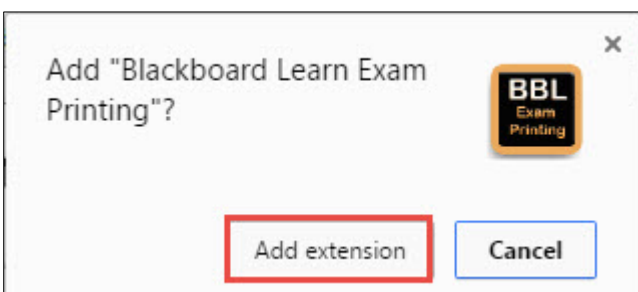 Add "Blackboard Learn Exam
Printing"?
BBL
Exam
Printing
Add extension
Cancel